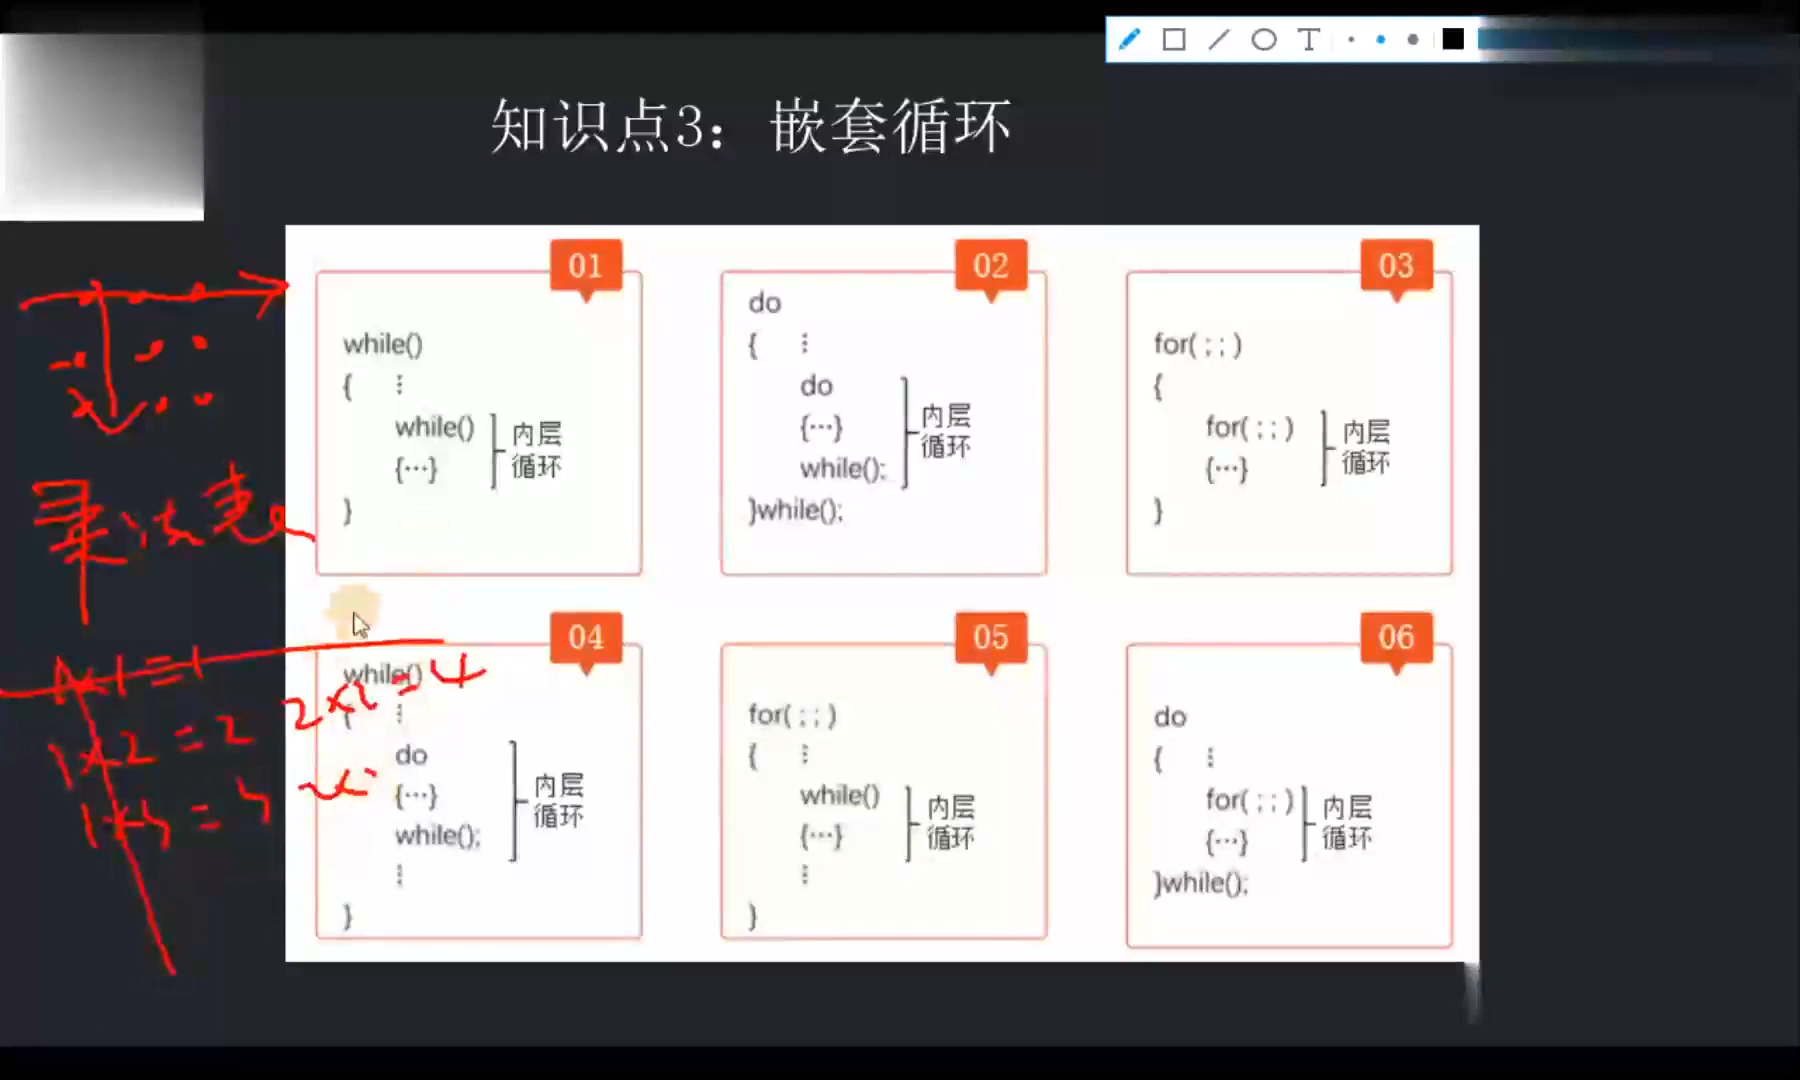 知识点3：嵌套循环
01
while()
{ ⋮
while()
{…}
}
内层
循环
02
do
{ ⋮
do
{…}
while();
}while();
内层
循环
03
for( ; ; )
{
for( ; ; )
{…}
}
内层
循环
乘法表
1×1=1
1×2=2 2×2=4
04
while()
{ ⋮
do
{…}
while();
⋮
}
内层
循环
05
for( ; ; )
{ ⋮
while()
{…}
⋮
}
内层
循环
06
do
{ ⋮
for( ; ; )
{…}
}while();
内层
循环